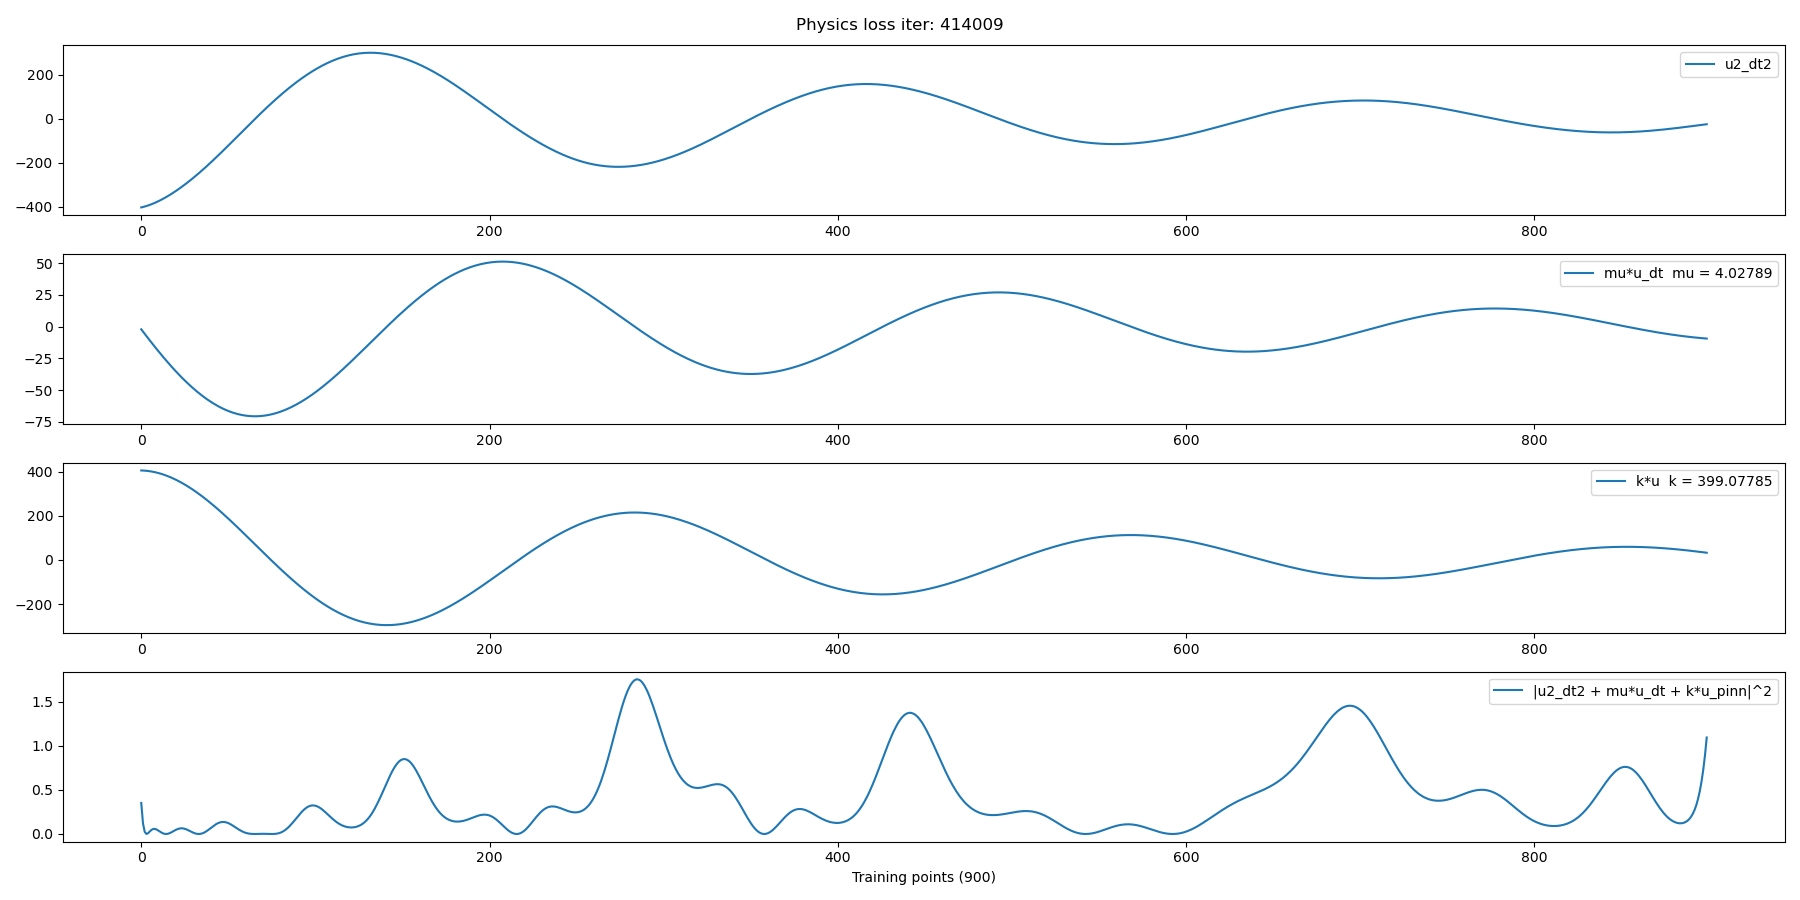 Physics loss iter: 414009
200
0
−200
−400
u2_dt2
0 200 400 600 800
50
25
0
−25
−50
−75
mu*u_dt mu = 4.02789
0 200 400 600 800
400
200
0
−200
k*u k = 399.07785
0 200 400 600 800
1.5
1.0
0.5
0.0
|u2_dt2 + mu*u_dt + k*u_pinn|^2
0 200 400 600 800
Training points (900)